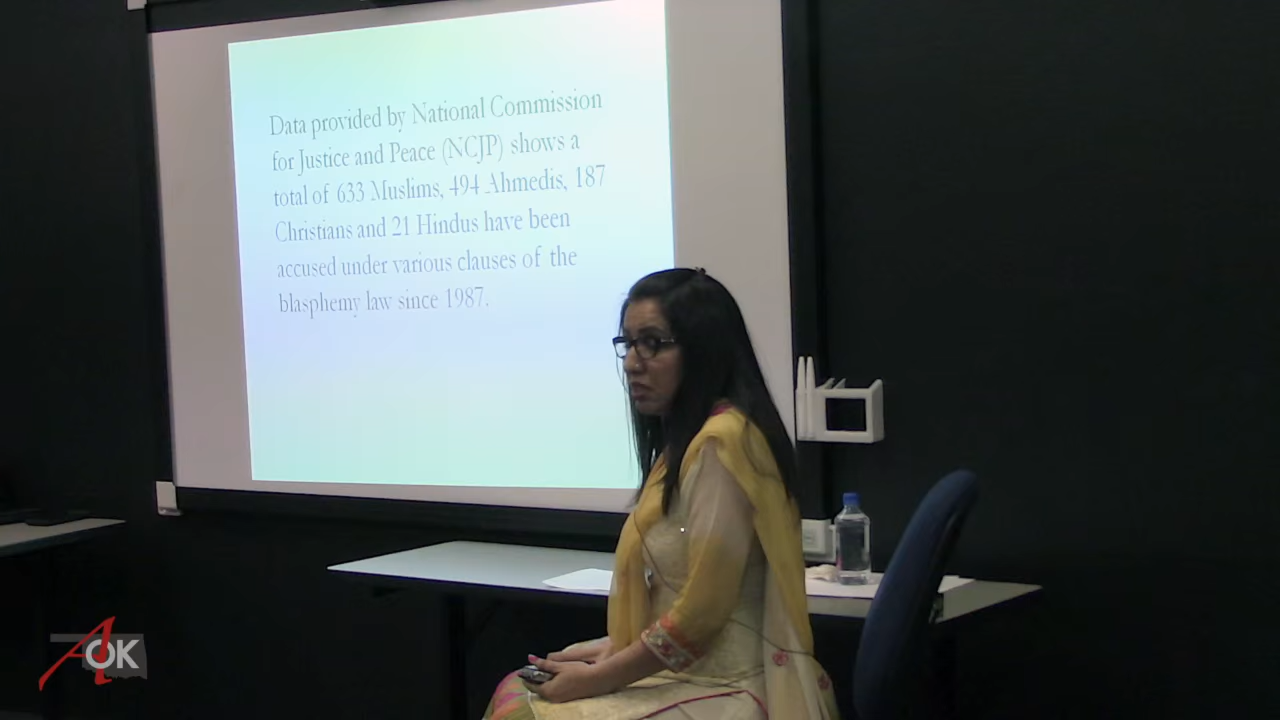 Data provided by National Commission
for Justice and Peace (NCJP) shows a
total of 633 Muslims, 494 Ahmedis, 187
Christians and 21 Hindus have been
accused under various clauses of the
blasphemy law since 1987.
A OK